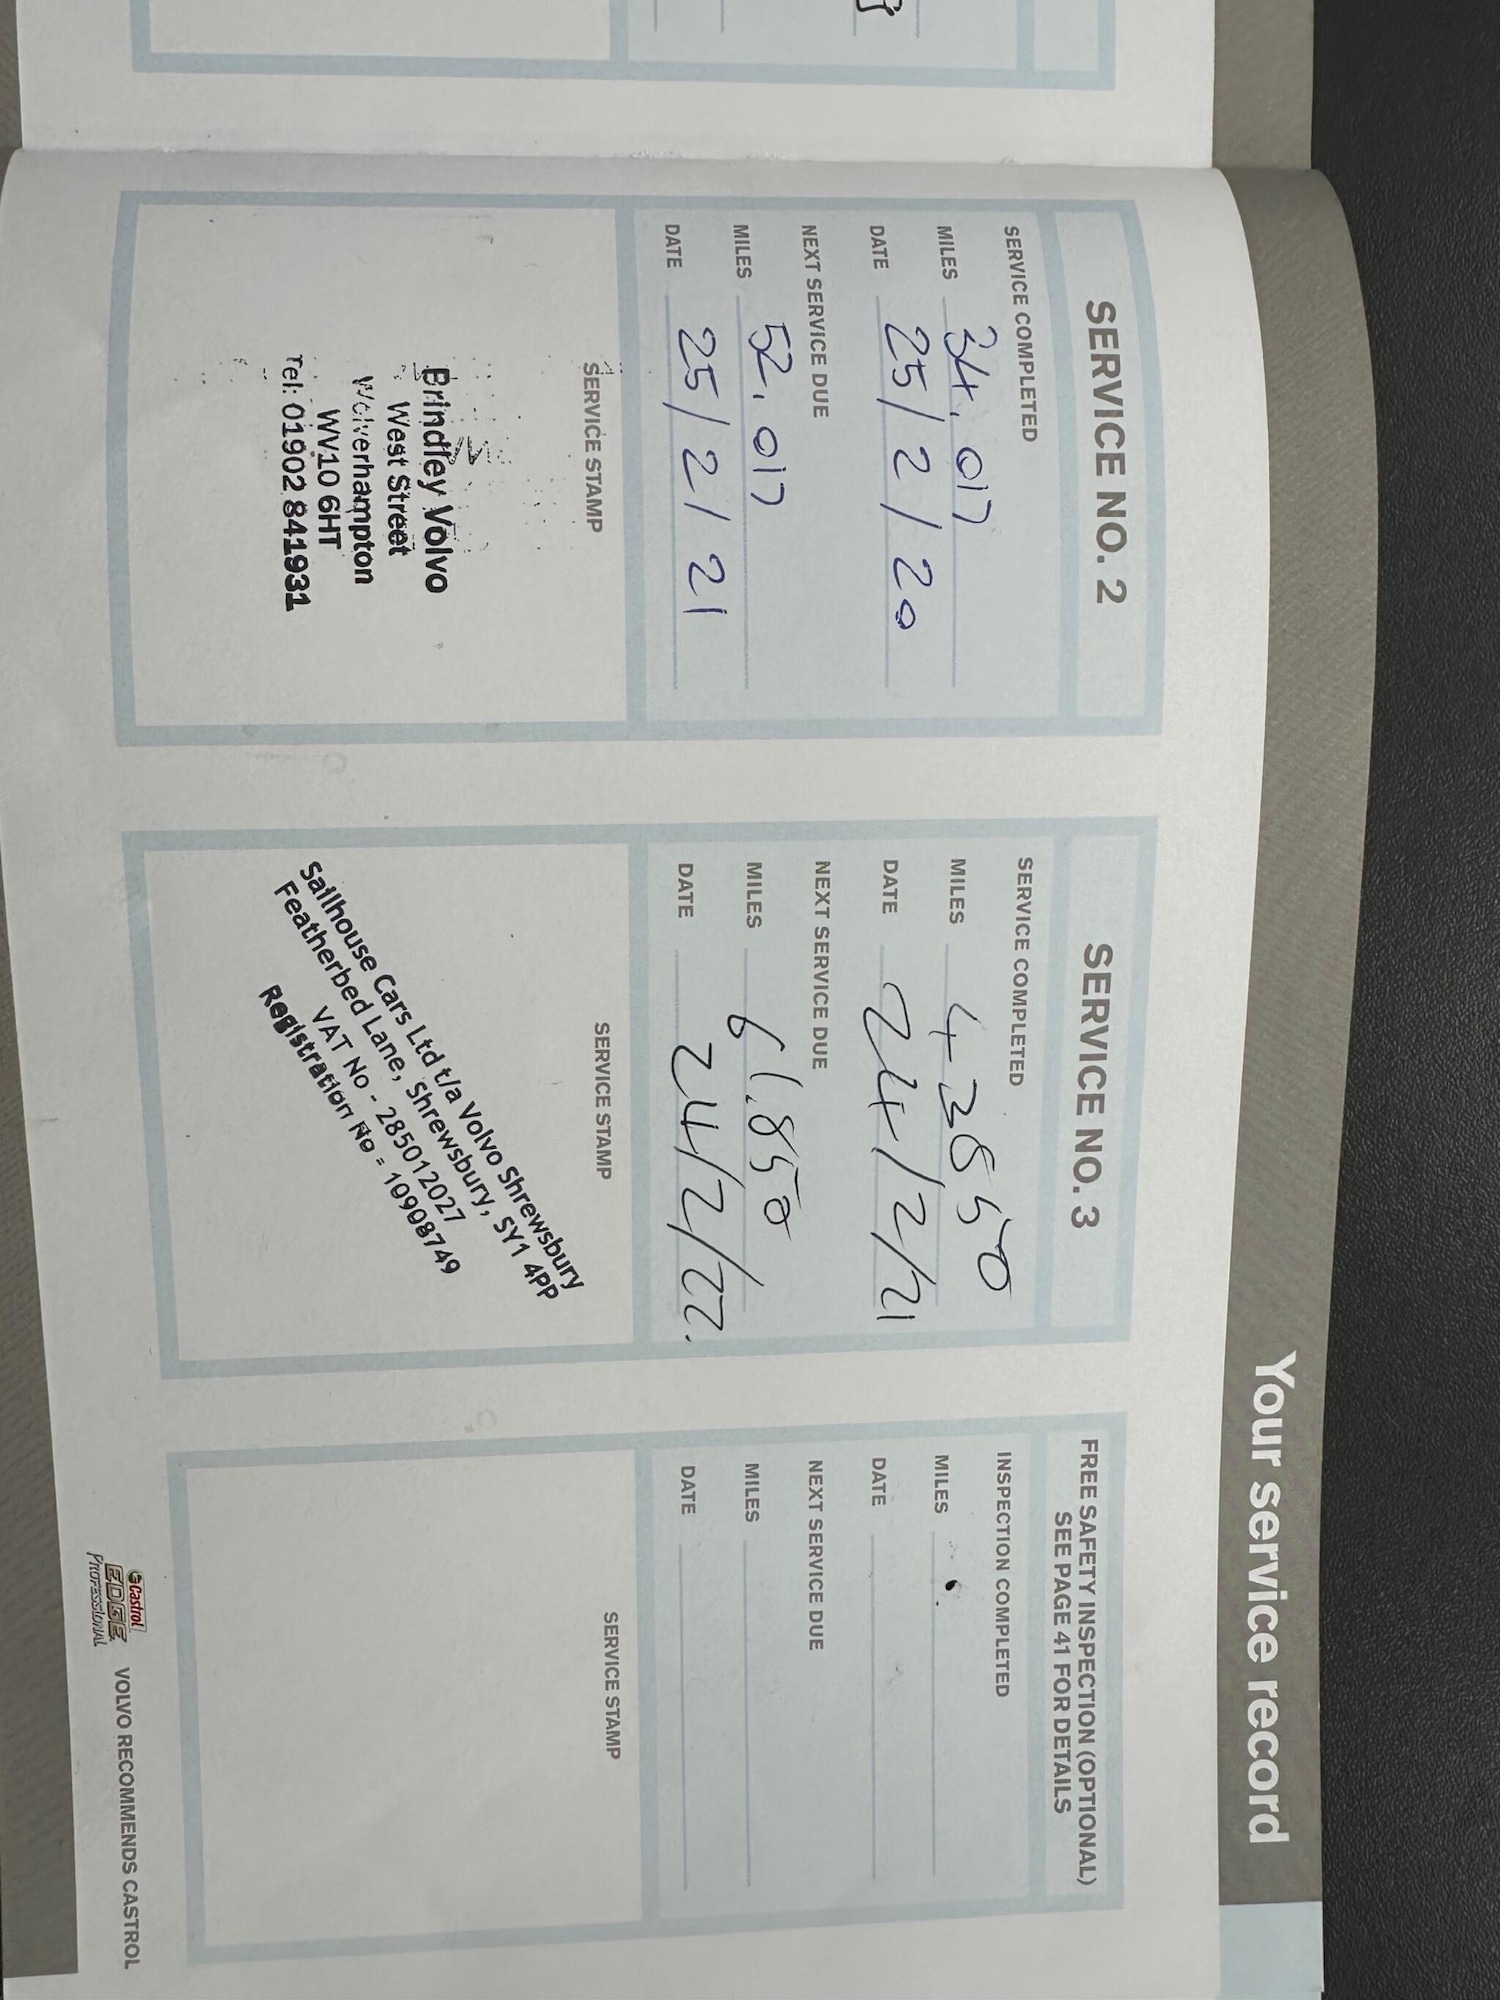 Your service record
SERVICE NO. 2
SERVICE COMPLETED
MILES 34,017
DATE 25/2/20
NEXT SERVICE DUE
MILES 52,017
DATE 25/2/21
SERVICE STAMP
Brindley Volvo
West Street
Wolverhampton
WV10 6HT
Tel: 01902 841931
SERVICE NO. 3
SERVICE COMPLETED
MILES 43850
DATE 24/2/21
NEXT SERVICE DUE
MILES 61,850
DATE 24/2/22.
SERVICE STAMP
Sailhouse Cars Ltd t/a Volvo Shrewsbury
Featherbed Lane, Shrewsbury, SY1 4PP
VAT No - 285012027
Registration No = 10908749
FREE SAFETY INSPECTION (OPTIONAL)
SEE PAGE 41 FOR DETAILS
INSPECTION COMPLETED
MILES
DATE
NEXT SERVICE DUE
MILES
DATE
SERVICE STAMP
Castrol
EDGE
PROFESSIONAL
VOLVO RECOMMENDS CASTROL